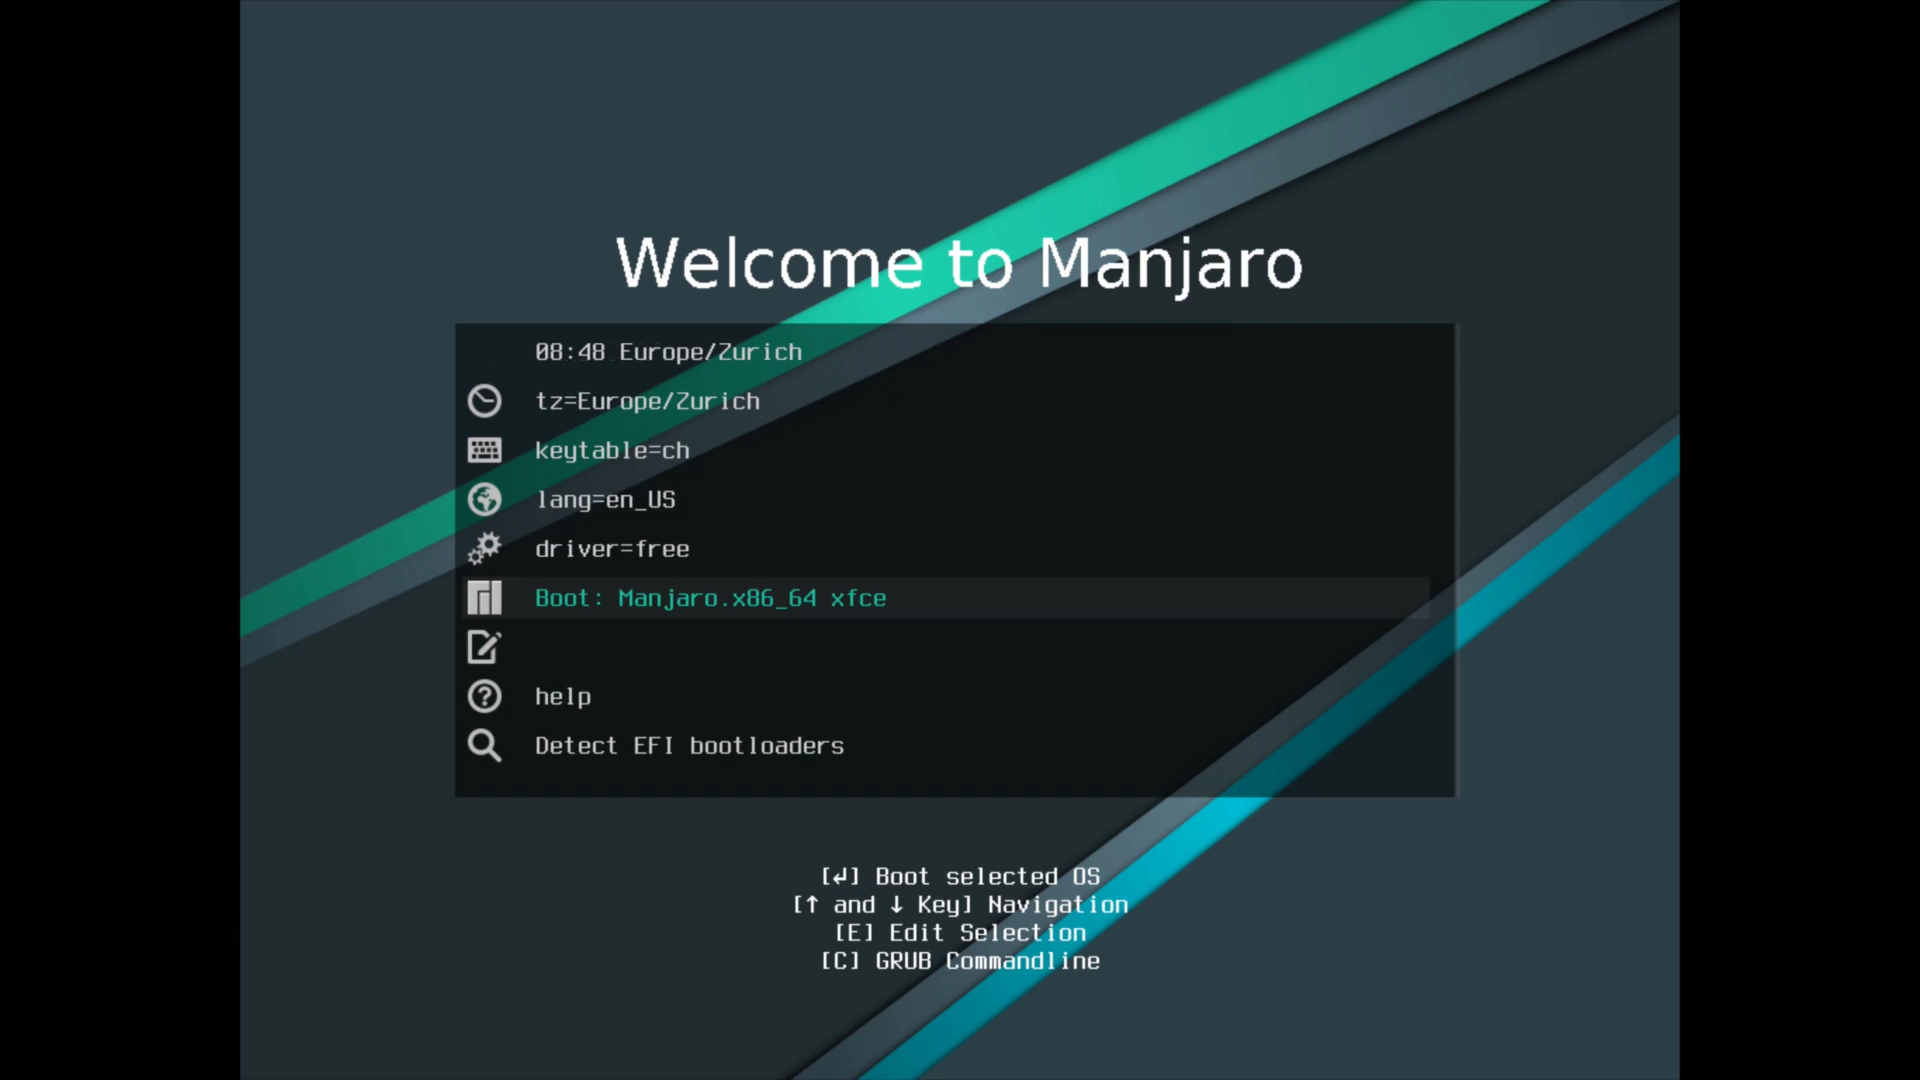 Welcome to Manjaro
08:48 Europe/Zurich
tz=Europe/Zurich
keytable=ch
lang=en_US
driver=free
Boot: Manjaro.x86_64 xfce
help
Detect EFI bootloaders
[↲] Boot selected OS
[↑ and ↓ Key] Navigation
[E] Edit Selection
[C] GRUB Commandline